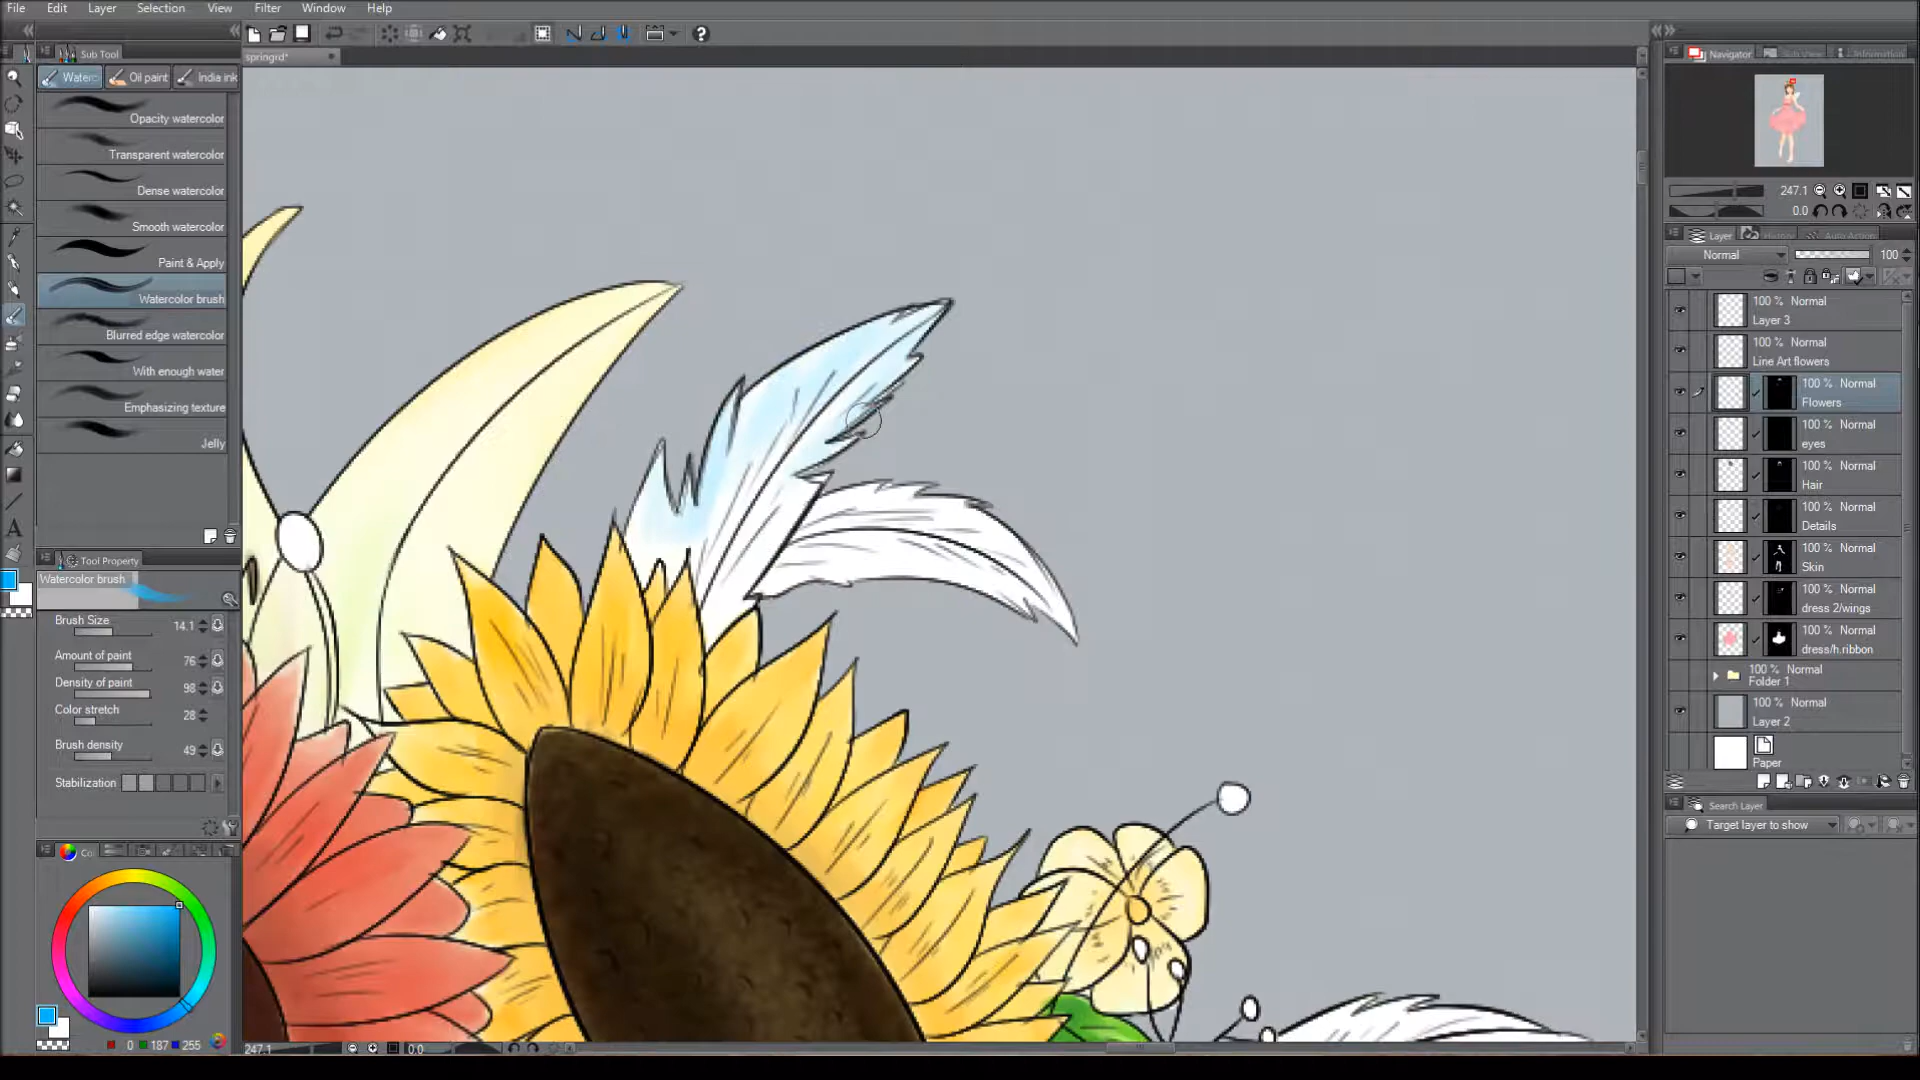 File Edit Layer Selection View Filter Window Help
springrd*
Sub Tool
Oil paint India ink
Opacity watercolor
Transparent watercolor
Dense watercolor
Smooth watercolor
Paint & Apply
Watercolor brush
Blurred edge watercolor
With enough water
Emphasizing texture
Jelly
Tool Property
Watercolor brush
Brush Size 14.1
Amount of paint 76
Density of paint 98
Color stretch 28
Brush density 49
Stabilization
0 187 255
247.1 0.0
Navigator Information
247.1
0.0
Layer History Auto Action
Normal 100
100 % Normal
Layer 3
100 % Normal
Line Art flowers
100 % Normal
Flowers
100 % Normal
eyes
100 % Normal
Hair
100 % Normal
Details
100 % Normal
Skin
100 % Normal
dress 2/wings
100 % Normal
dress/h.ribbon
100 % Normal
Folder 1
100 % Normal
Layer 2
Paper
Search Layer
Target layer to show